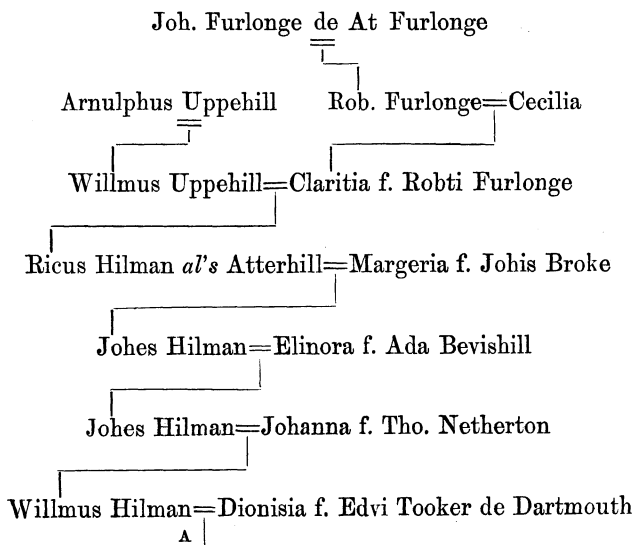 Joh. Furlonge de At Furlonge
Arnulphus Uppehill Rob. Furlonge=Cecilia
Willmus Uppehill=Claritia f. Robti Furlonge
Ricus Hilman al's Atterhill=Margeria f. Johis Broke
Johes Hilman=Elinora f. Ada Bevishill
Johes Hilman=Johanna f. Tho. Netherton
Willmus Hilman=Dionisia f. Edvi Tooker de Dartmouth
A